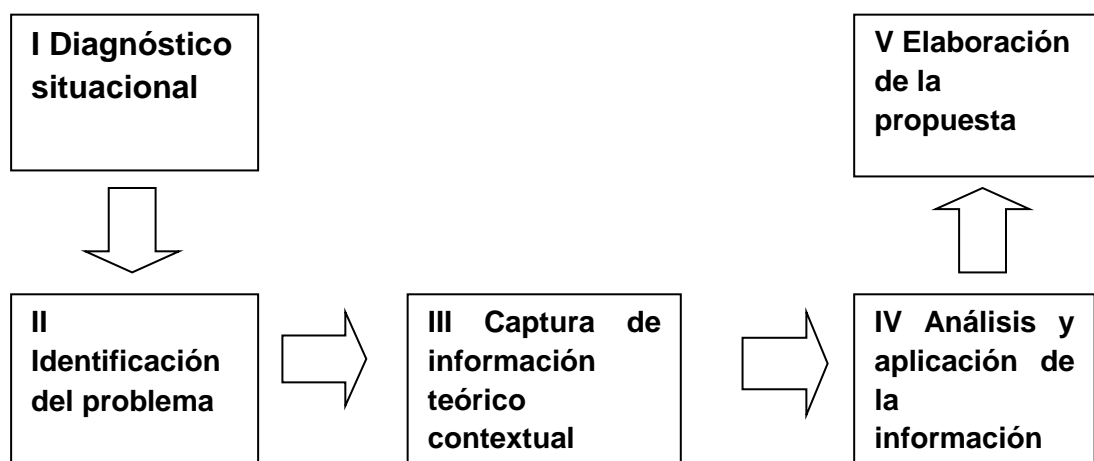 I Diagnóstico
situacional
II
Identificación
del problema
III Captura de
información
teórico
contextual
IV Análisis y
aplicación de
la
información
V Elaboración
de la
propuesta